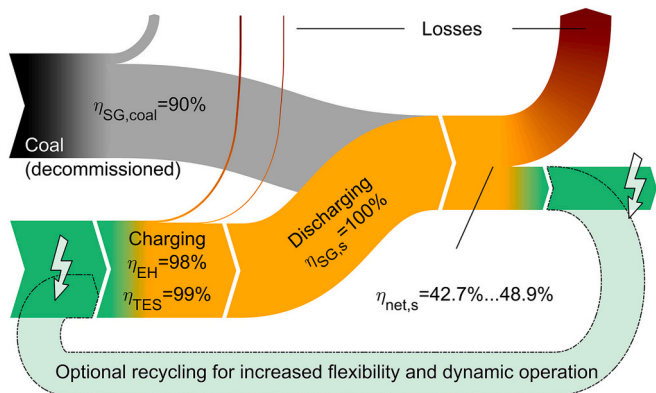 Losses
η_SG,coal=90%
Coal
(decommissioned)
Charging
η_EH=98%
η_TES=99%
Discharging
η_SG,s=100%
η_net,s=42.7%...48.9%
Optional recycling for increased flexibility and dynamic operation